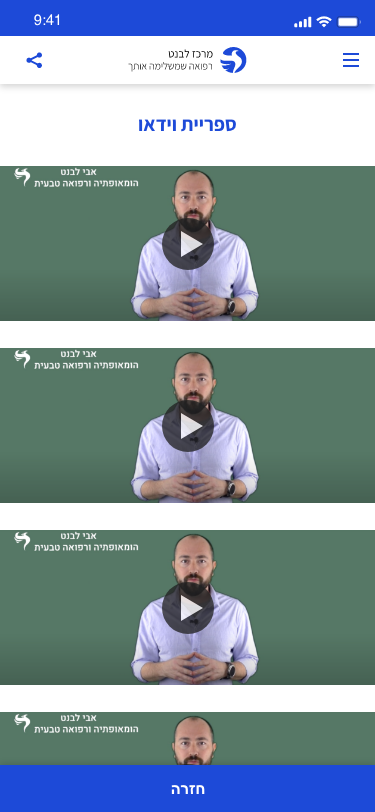 9:41
מרכז לבנט
רפואה שמשלימה אותך
ספריית וידאו
אבי לבנט
הומאופתיה ורפואה טבעית
אבי לבנט
הומאופתיה ורפואה טבעית
אבי לבנט
הומאופתיה ורפואה טבעית
אבי לבנט
הומאופתיה ורפואה טבעית
חזרה